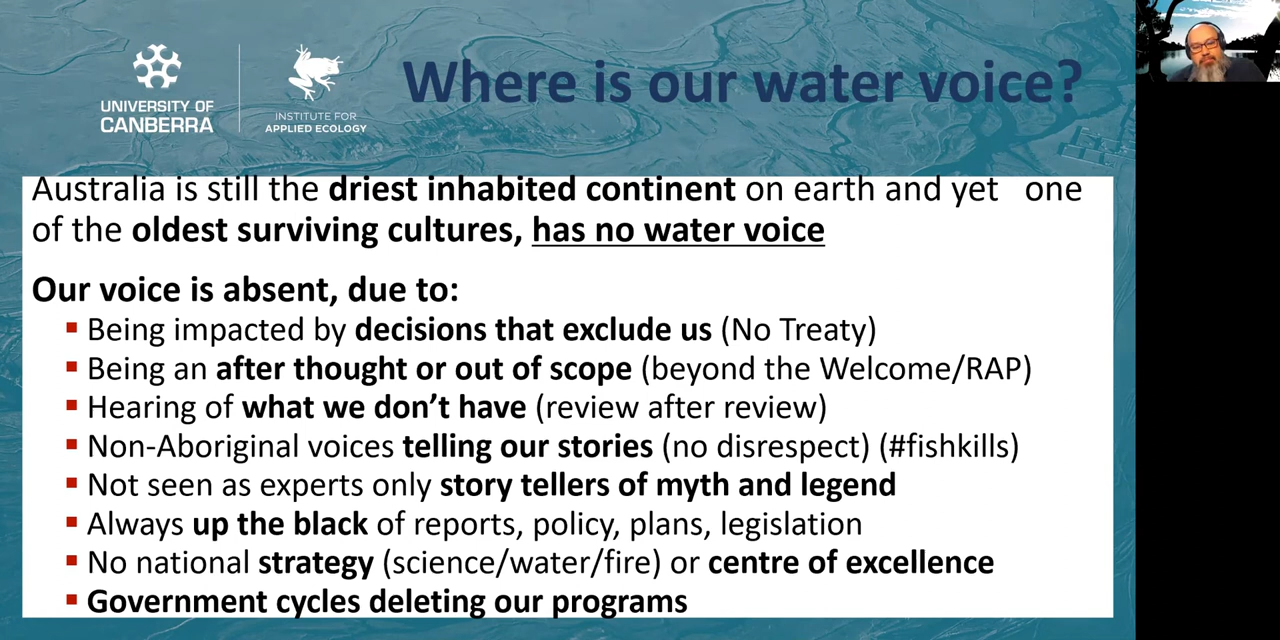 UNIVERSITY OF
CANBERRA
INSTITUTE FOR
APPLIED ECOLOGY
Where is our water voice?
Australia is still the driest inhabited continent on earth and yet one
of the oldest surviving cultures, has no water voice
Our voice is absent, due to:
▪ Being impacted by decisions that exclude us (No Treaty)
▪ Being an after thought or out of scope (beyond the Welcome/RAP)
▪ Hearing of what we don't have (review after review)
▪ Non-Aboriginal voices telling our stories (no disrespect) (#fishkills)
▪ Not seen as experts only story tellers of myth and legend
▪ Always up the black of reports, policy, plans, legislation
▪ No national strategy (science/water/fire) or centre of excellence
▪ Government cycles deleting our programs